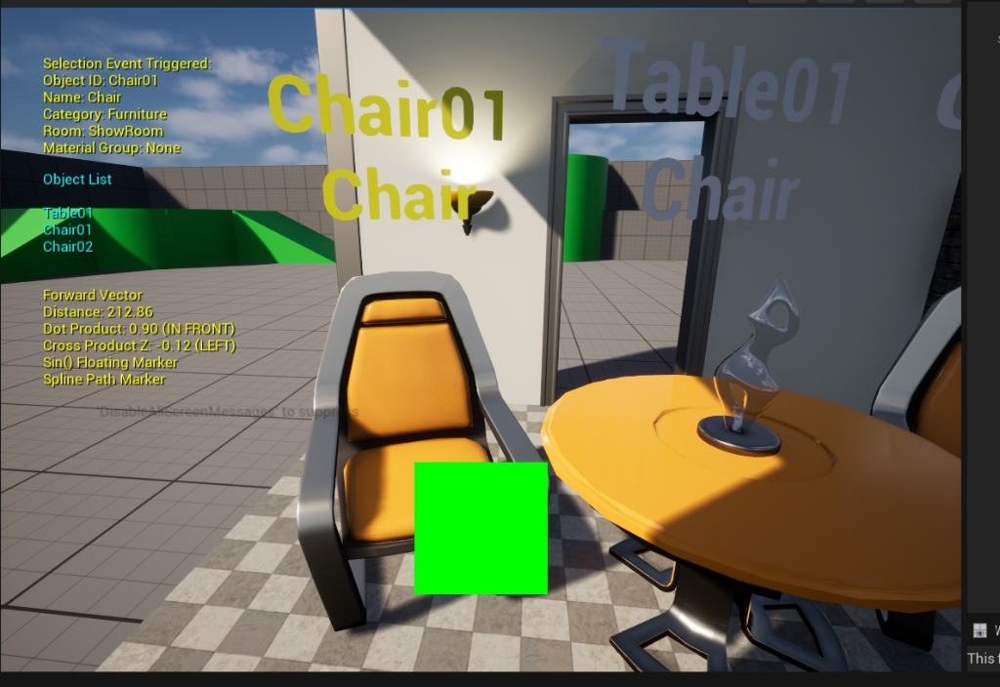 Selection Event Triggered:
Object ID: Chair01
Name: Chair
Category: Furniture
Room: ShowRoom
Material Group: None
Object List
Table01
Chair01
Chair02
Forward Vector
Distance: 212.86
Dot Product: 0.90 (IN FRONT)
Cross Product Z: -0.12 (LEFT)
Sin() Floating Marker
Spline Path Marker
'DisableAllScreenMessages' to suppress
Chair01
Chair
Table01
Chair
This